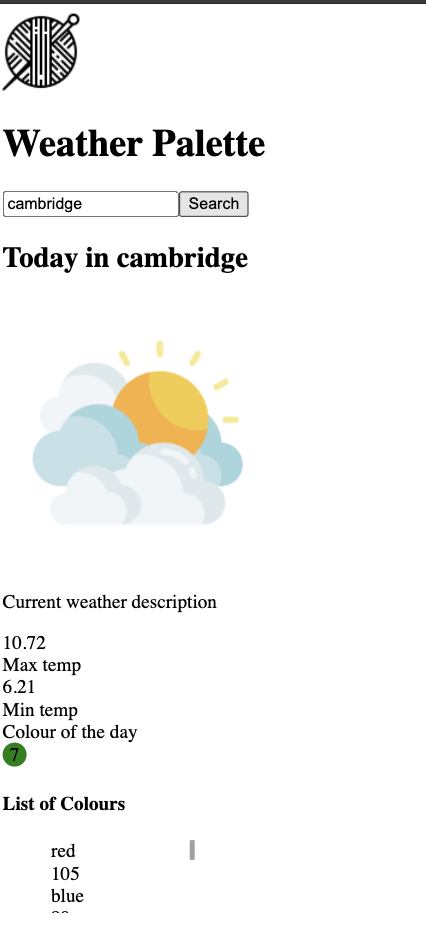 Weather Palette
cambridge Search
Today in cambridge
Current weather description
10.72
Max temp
6.21
Min temp
Colour of the day
7
List of Colours
red
105
blue